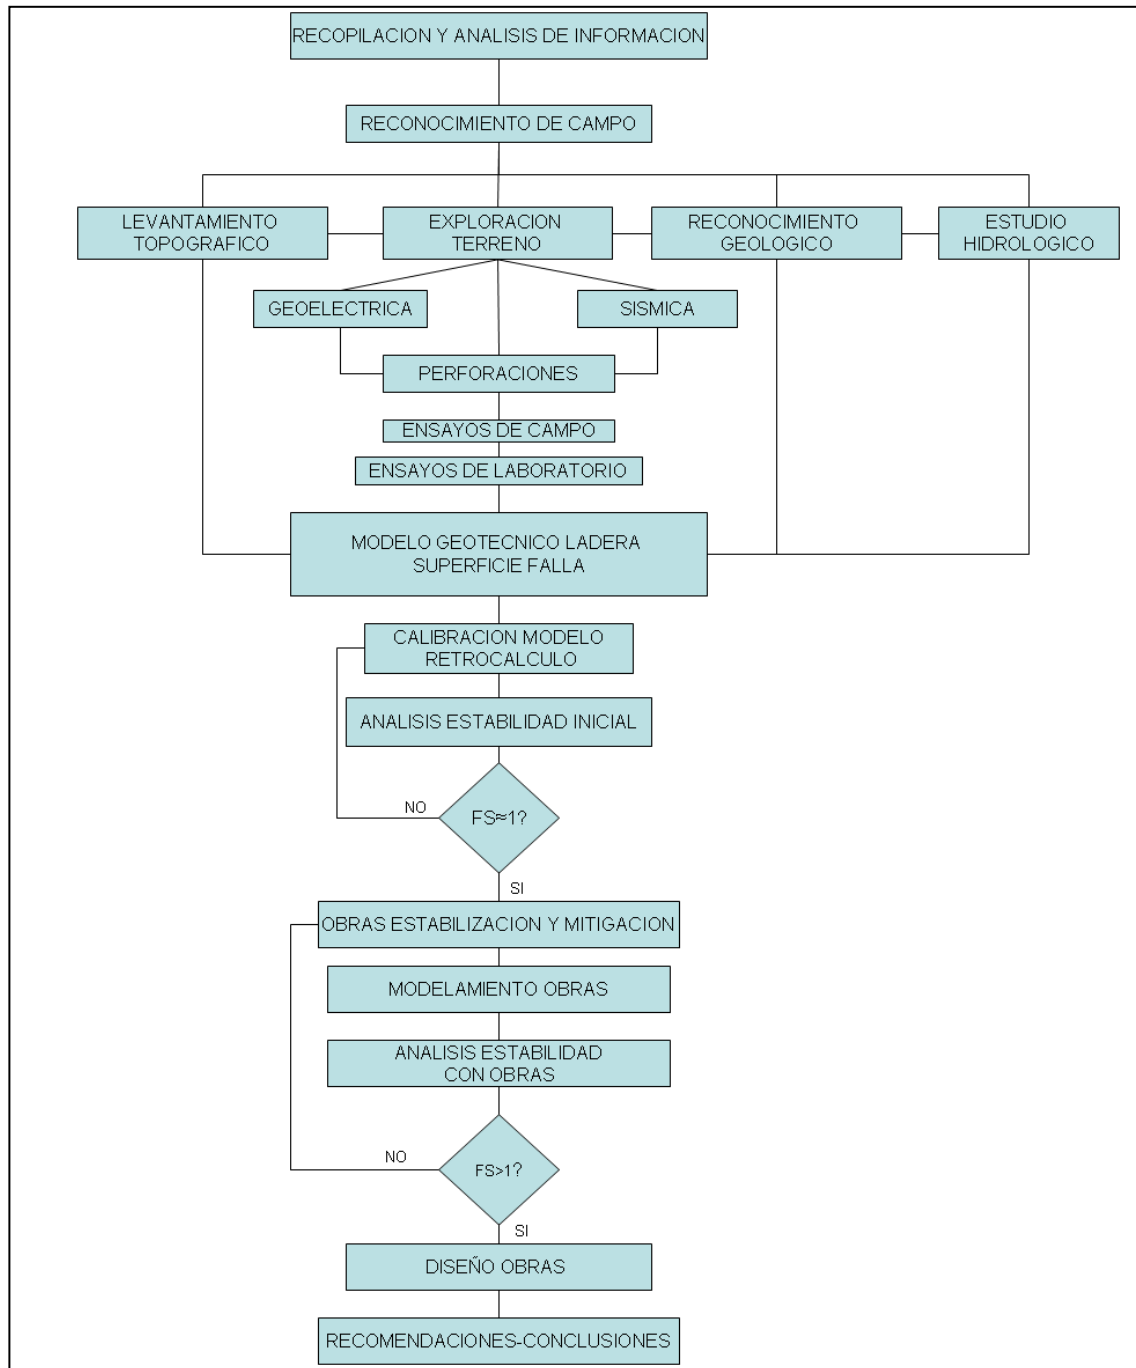 RECOPILACION Y ANALISIS DE INFORMACION
RECONOCIMIENTO DE CAMPO
LEVANTAMIENTO
TOPOGRAFICO
EXPLORACION
TERRENO
RECONOCIMIENTO
GEOLOGICO
ESTUDIO
HIDROLOGICO
GEOELECTRICA
SISMICA
PERFORACIONES
ENSAYOS DE CAMPO
ENSAYOS DE LABORATORIO
MODELO GEOTECNICO LADERA
SUPERFICIE FALLA
CALIBRACION MODELO
RETROCALCULO
ANALISIS ESTABILIDAD INICIAL
NO
FS≈1?
SI
OBRAS ESTABILIZACION Y MITIGACION
MODELAMIENTO OBRAS
ANALISIS ESTABILIDAD
CON OBRAS
NO
FS>1?
SI
DISEÑO OBRAS
RECOMENDACIONES-CONCLUSIONES